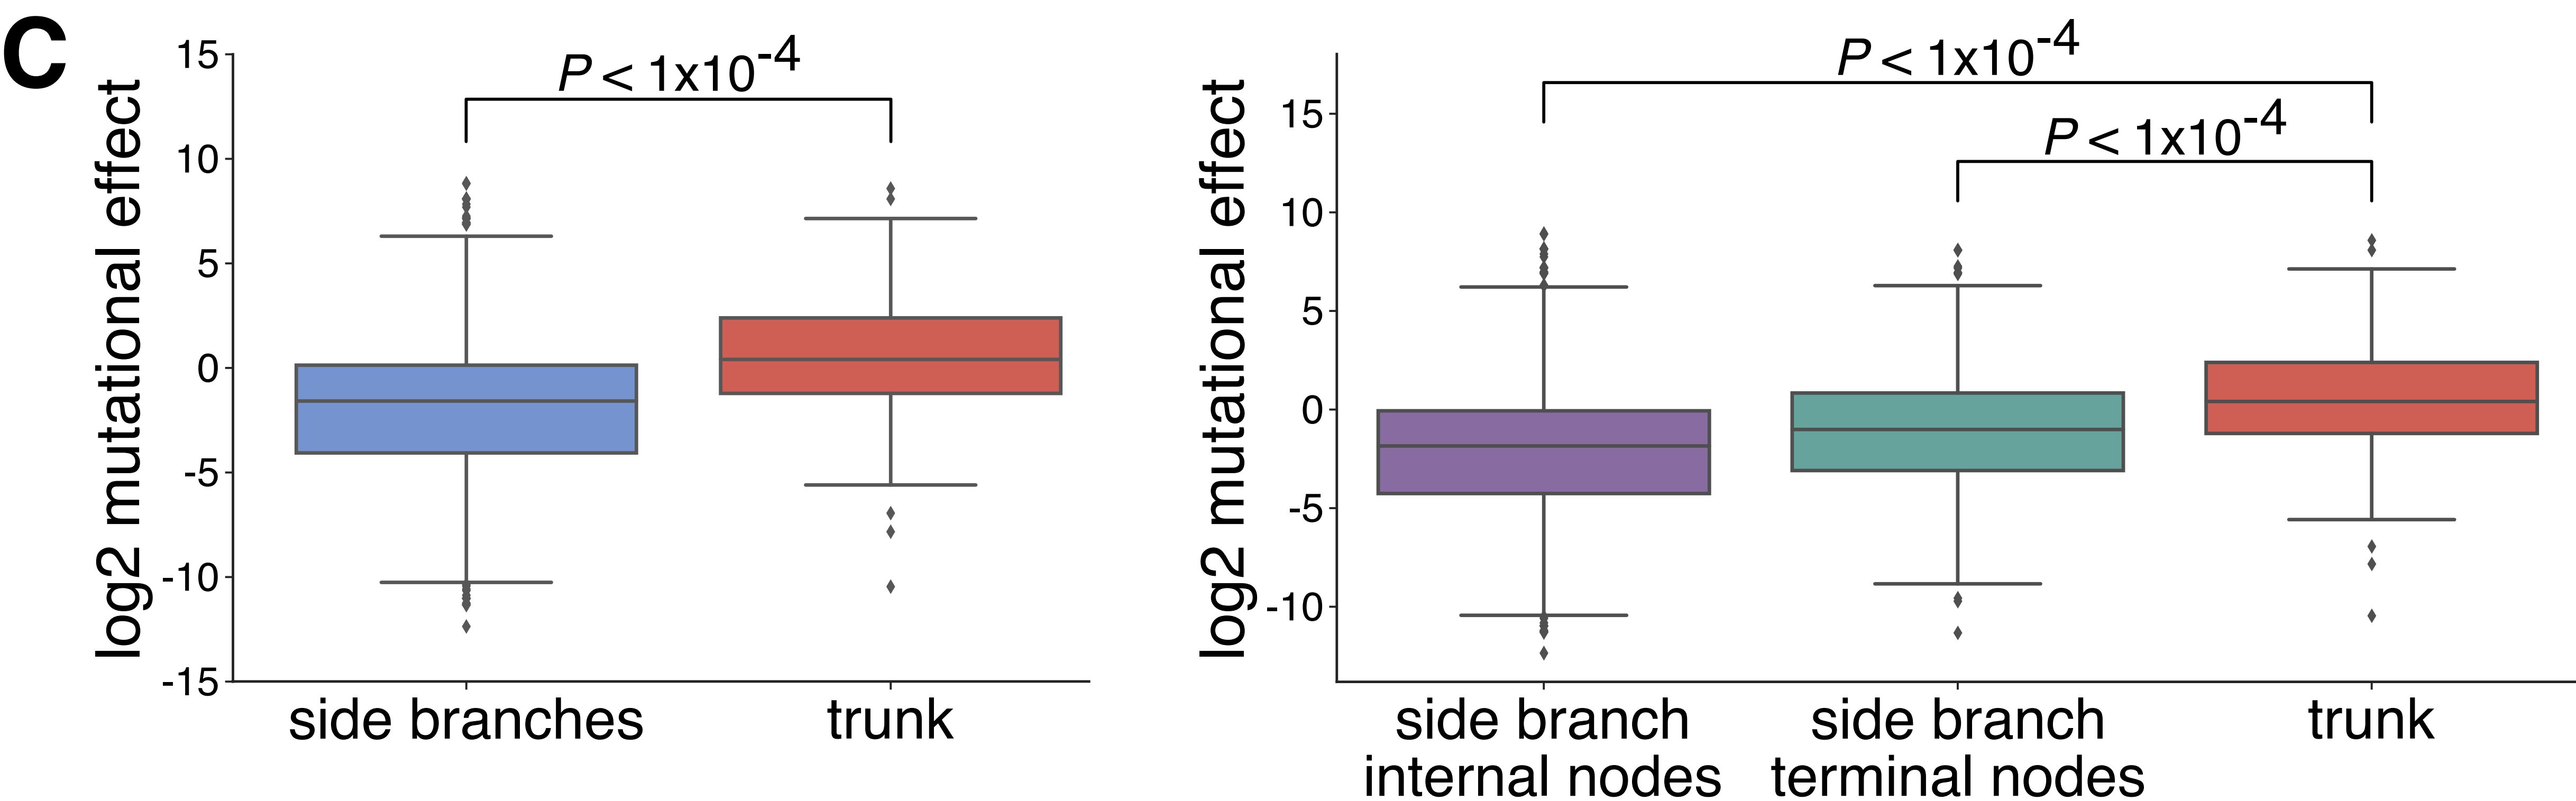 C
P < 1x10-4
log2 mutational effect
15
10
5
0
-5
-10
-15
side branches
trunk
P < 1x10-4
P < 1x10-4
log2 mutational effect
15
10
5
0
-5
-10
side branch
internal nodes
side branch
terminal nodes
trunk